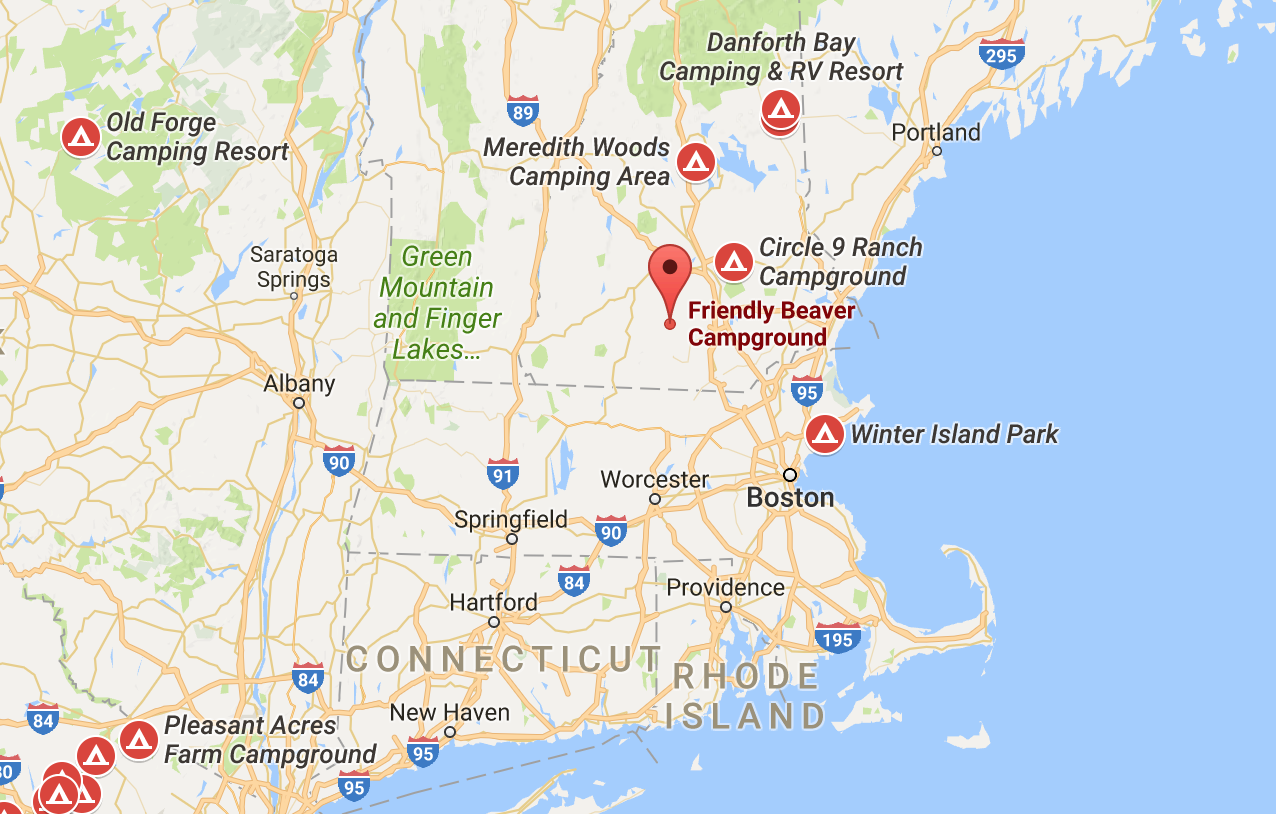 Danforth Bay
Camping & RV Resort
295
89
Old Forge
Camping Resort
Portland
Meredith Woods
Camping Area
Circle 9 Ranch
Campground
Saratoga
Springs
Green
Mountain
and Finger
Lakes...
Friendly Beaver
Campground
Albany
95
Winter Island Park
90
91
Worcester
Boston
Springfield
90
84
Providence
Hartford
195
CONNECTICUT
RHODE
ISLAND
84
84
New Haven
Pleasant Acres
Farm Campground
95
95